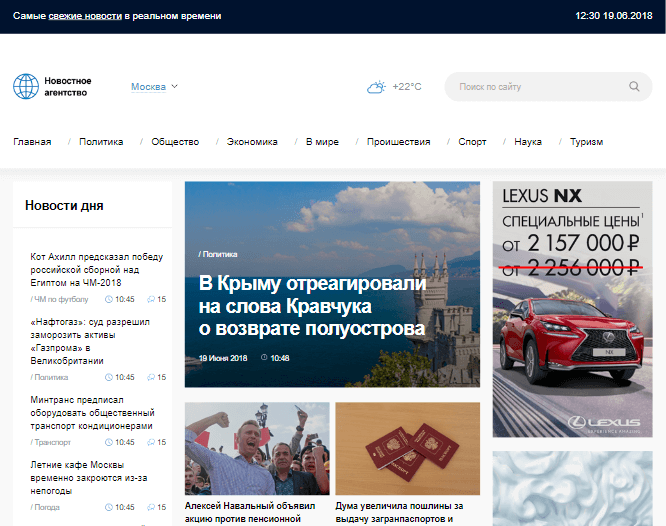 Самые свежие новости в реальном времени
12:30 19.06.2018
Новостное
агентство
Москва
+22°C
Поиск по сайту
Главная / Политика / Общество / Экономика / В мире / Проишествия / Спорт / Наука / Туризм
Новости дня
Кот Ахилл предсказал победу
российской сборной над
Египтом на ЧМ-2018
/ ЧМ по футболу 10:45 15
«Нафтогаз»: суд разрешил
заморозить активы
«Газпрома» в
Великобритании
/ Политика 10:45 15
Минтранс предписал
оборудовать общественный
транспорт кондиционерами
/ Транспорт 10:45 15
Летние кафе Москвы
временно закроются из-за
непогоды
/ Погода 10:45 15
/ Политика
В Крыму отреагировали
на слова Кравчука
о возврате полуострова
19 Июня 2018 10:48
Алексей Навальный объявил
акцию против пенсионной
Дума увеличила пошлины за
выдачу загранпаспортов и
LEXUS NX
СПЕЦИАЛЬНЫЕ ЦЕНЫ¹
ОТ 2 157 000 ₽
ОТ 2 256 000 ₽
NX
LEXUS
EXPERIENCE AMAZING